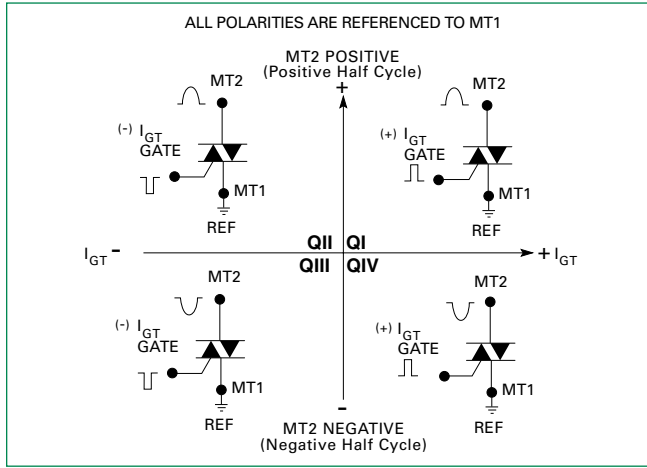 ALL POLARITIES ARE REFERENCED TO MT1
MT2 POSITIVE
(Positive Half Cycle)
+
MT2
(-) IGT
GATE
MT1
REF
MT2
(+) IGT
GATE
MT1
REF
IGT -
QII QI
QIII QIV
+ IGT
MT2
(-) IGT
GATE
MT1
REF
MT2
(+) IGT
GATE
MT1
REF
-
MT2 NEGATIVE
(Negative Half Cycle)